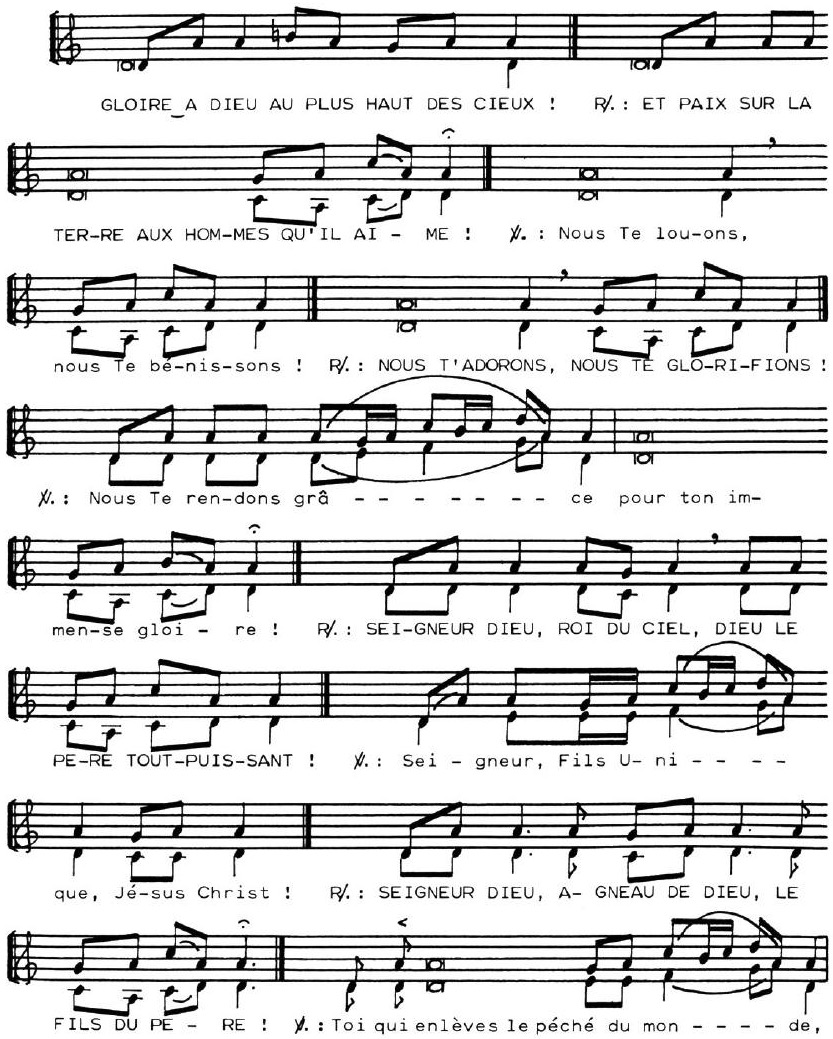 GLOIRE‿A DIEU AU PLUS HAUT DES CIEUX ! R/. : ET PAIX SUR LA
TER-RE AUX HOM-MES QU'IL AI - ME ! V/. : Nous Te lou-ons,
nous Te bé-nis-sons ! R/. : NOUS T'ADORONS, NOUS TE GLO-RI-FIONS !
V/. : Nous Te ren-dons grâ - - - - - - - ce pour ton im-
men-se gloi - re ! R/. : SEI-GNEUR DIEU, ROI DU CIEL, DIEU LE
PE-RE TOUT-PUIS-SANT ! V/. : Sei - gneur, Fils U- ni - - - -
que, Jé-sus Christ ! R/. : SEIGNEUR DIEU, A- GNEAU DE DIEU, LE
FILS DU PE - RE ! V/. : Toi qui enlèves le péché du mon - - - - de,